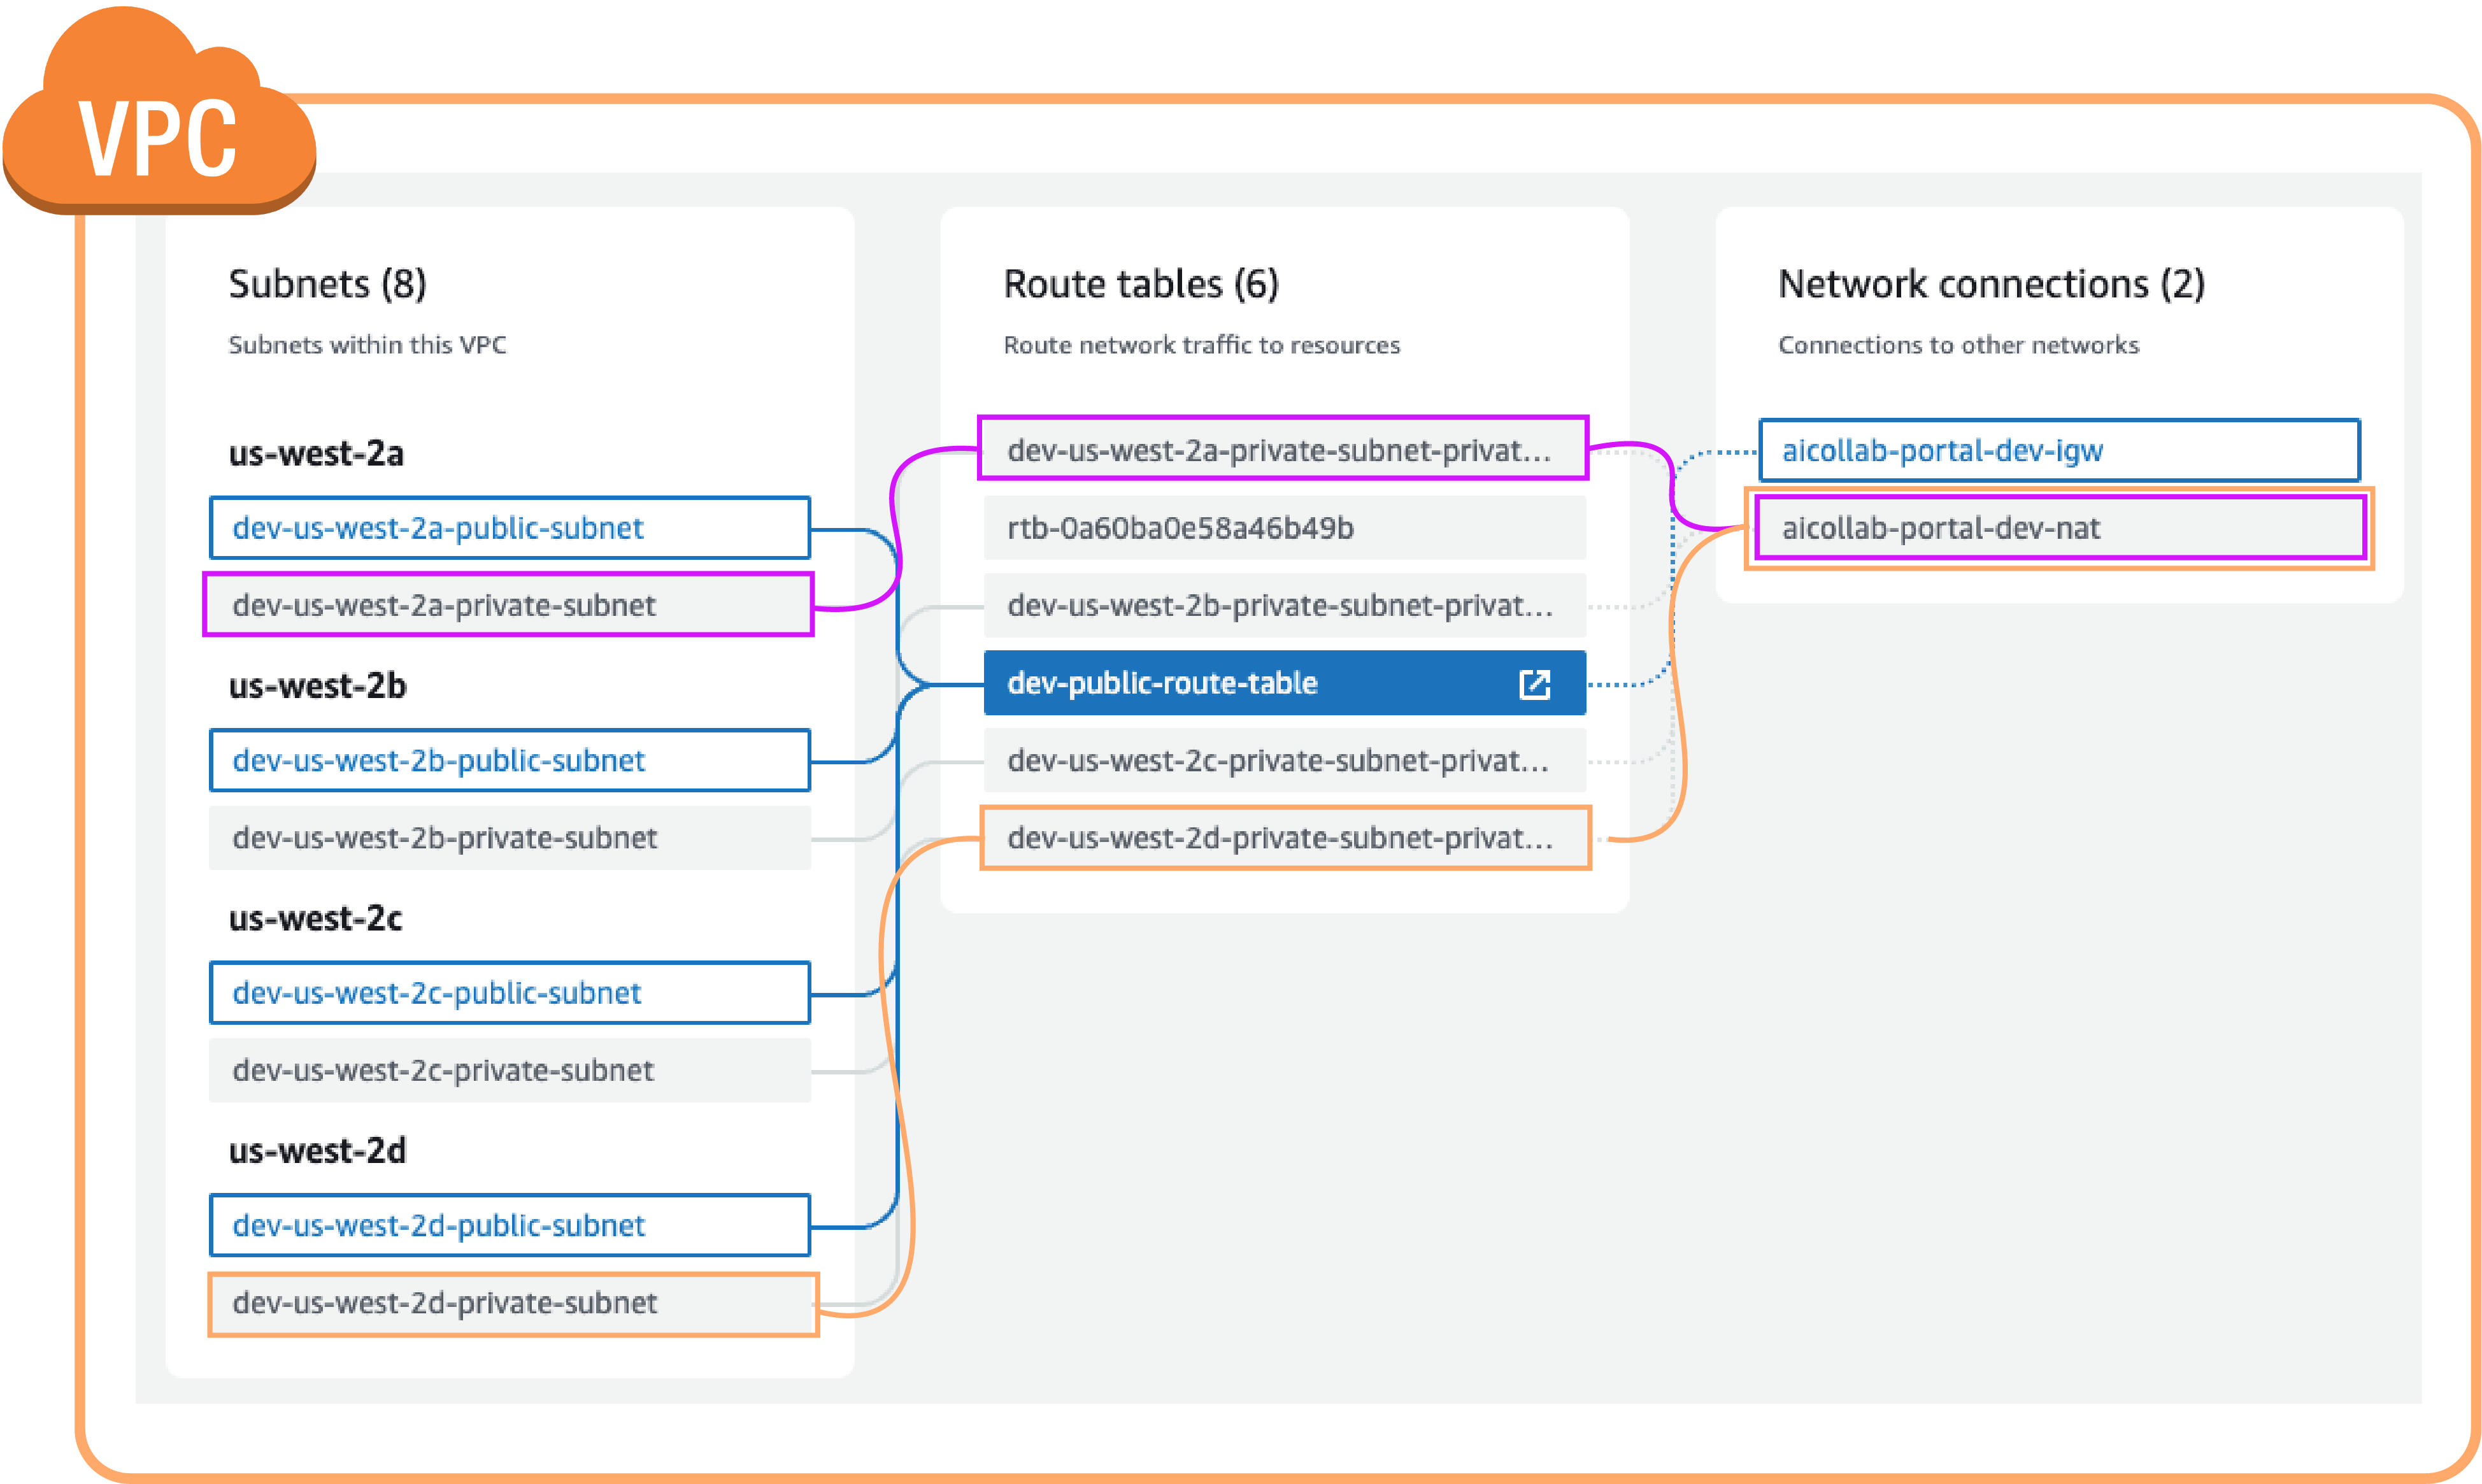 VPC
Subnets (8)
Subnets within this VPC
us-west-2a
dev-us-west-2a-public-subnet
dev-us-west-2a-private-subnet
us-west-2b
dev-us-west-2b-public-subnet
dev-us-west-2b-private-subnet
us-west-2c
dev-us-west-2c-public-subnet
dev-us-west-2c-private-subnet
us-west-2d
dev-us-west-2d-public-subnet
dev-us-west-2d-private-subnet
Route tables (6)
Route network traffic to resources
dev-us-west-2a-private-subnet-privat...
rtb-0a60ba0e58a46b49b
dev-us-west-2b-private-subnet-privat...
dev-public-route-table
dev-us-west-2c-private-subnet-privat...
dev-us-west-2d-private-subnet-privat...
Network connections (2)
Connections to other networks
aicollab-portal-dev-igw
aicollab-portal-dev-nat